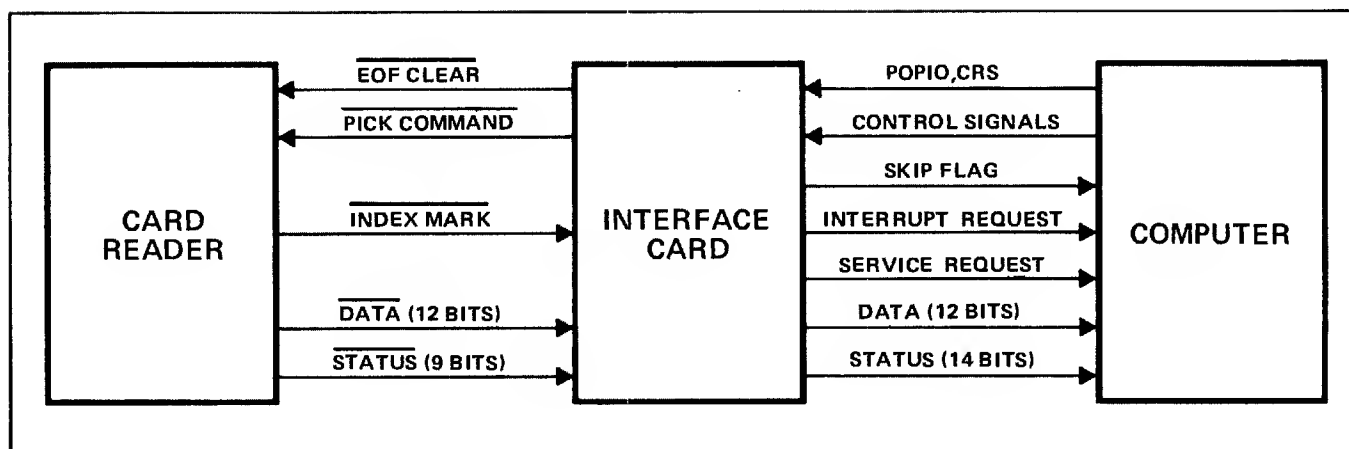 EOF CLEAR
POPIO,CRS
PICK COMMAND
CONTROL SIGNALS
SKIP FLAG
CARD
READER
INDEX MARK
INTERFACE
CARD
INTERRUPT REQUEST
COMPUTER
SERVICE REQUEST
DATA (12 BITS)
DATA (12 BITS)
STATUS (9 BITS)
STATUS (14 BITS)